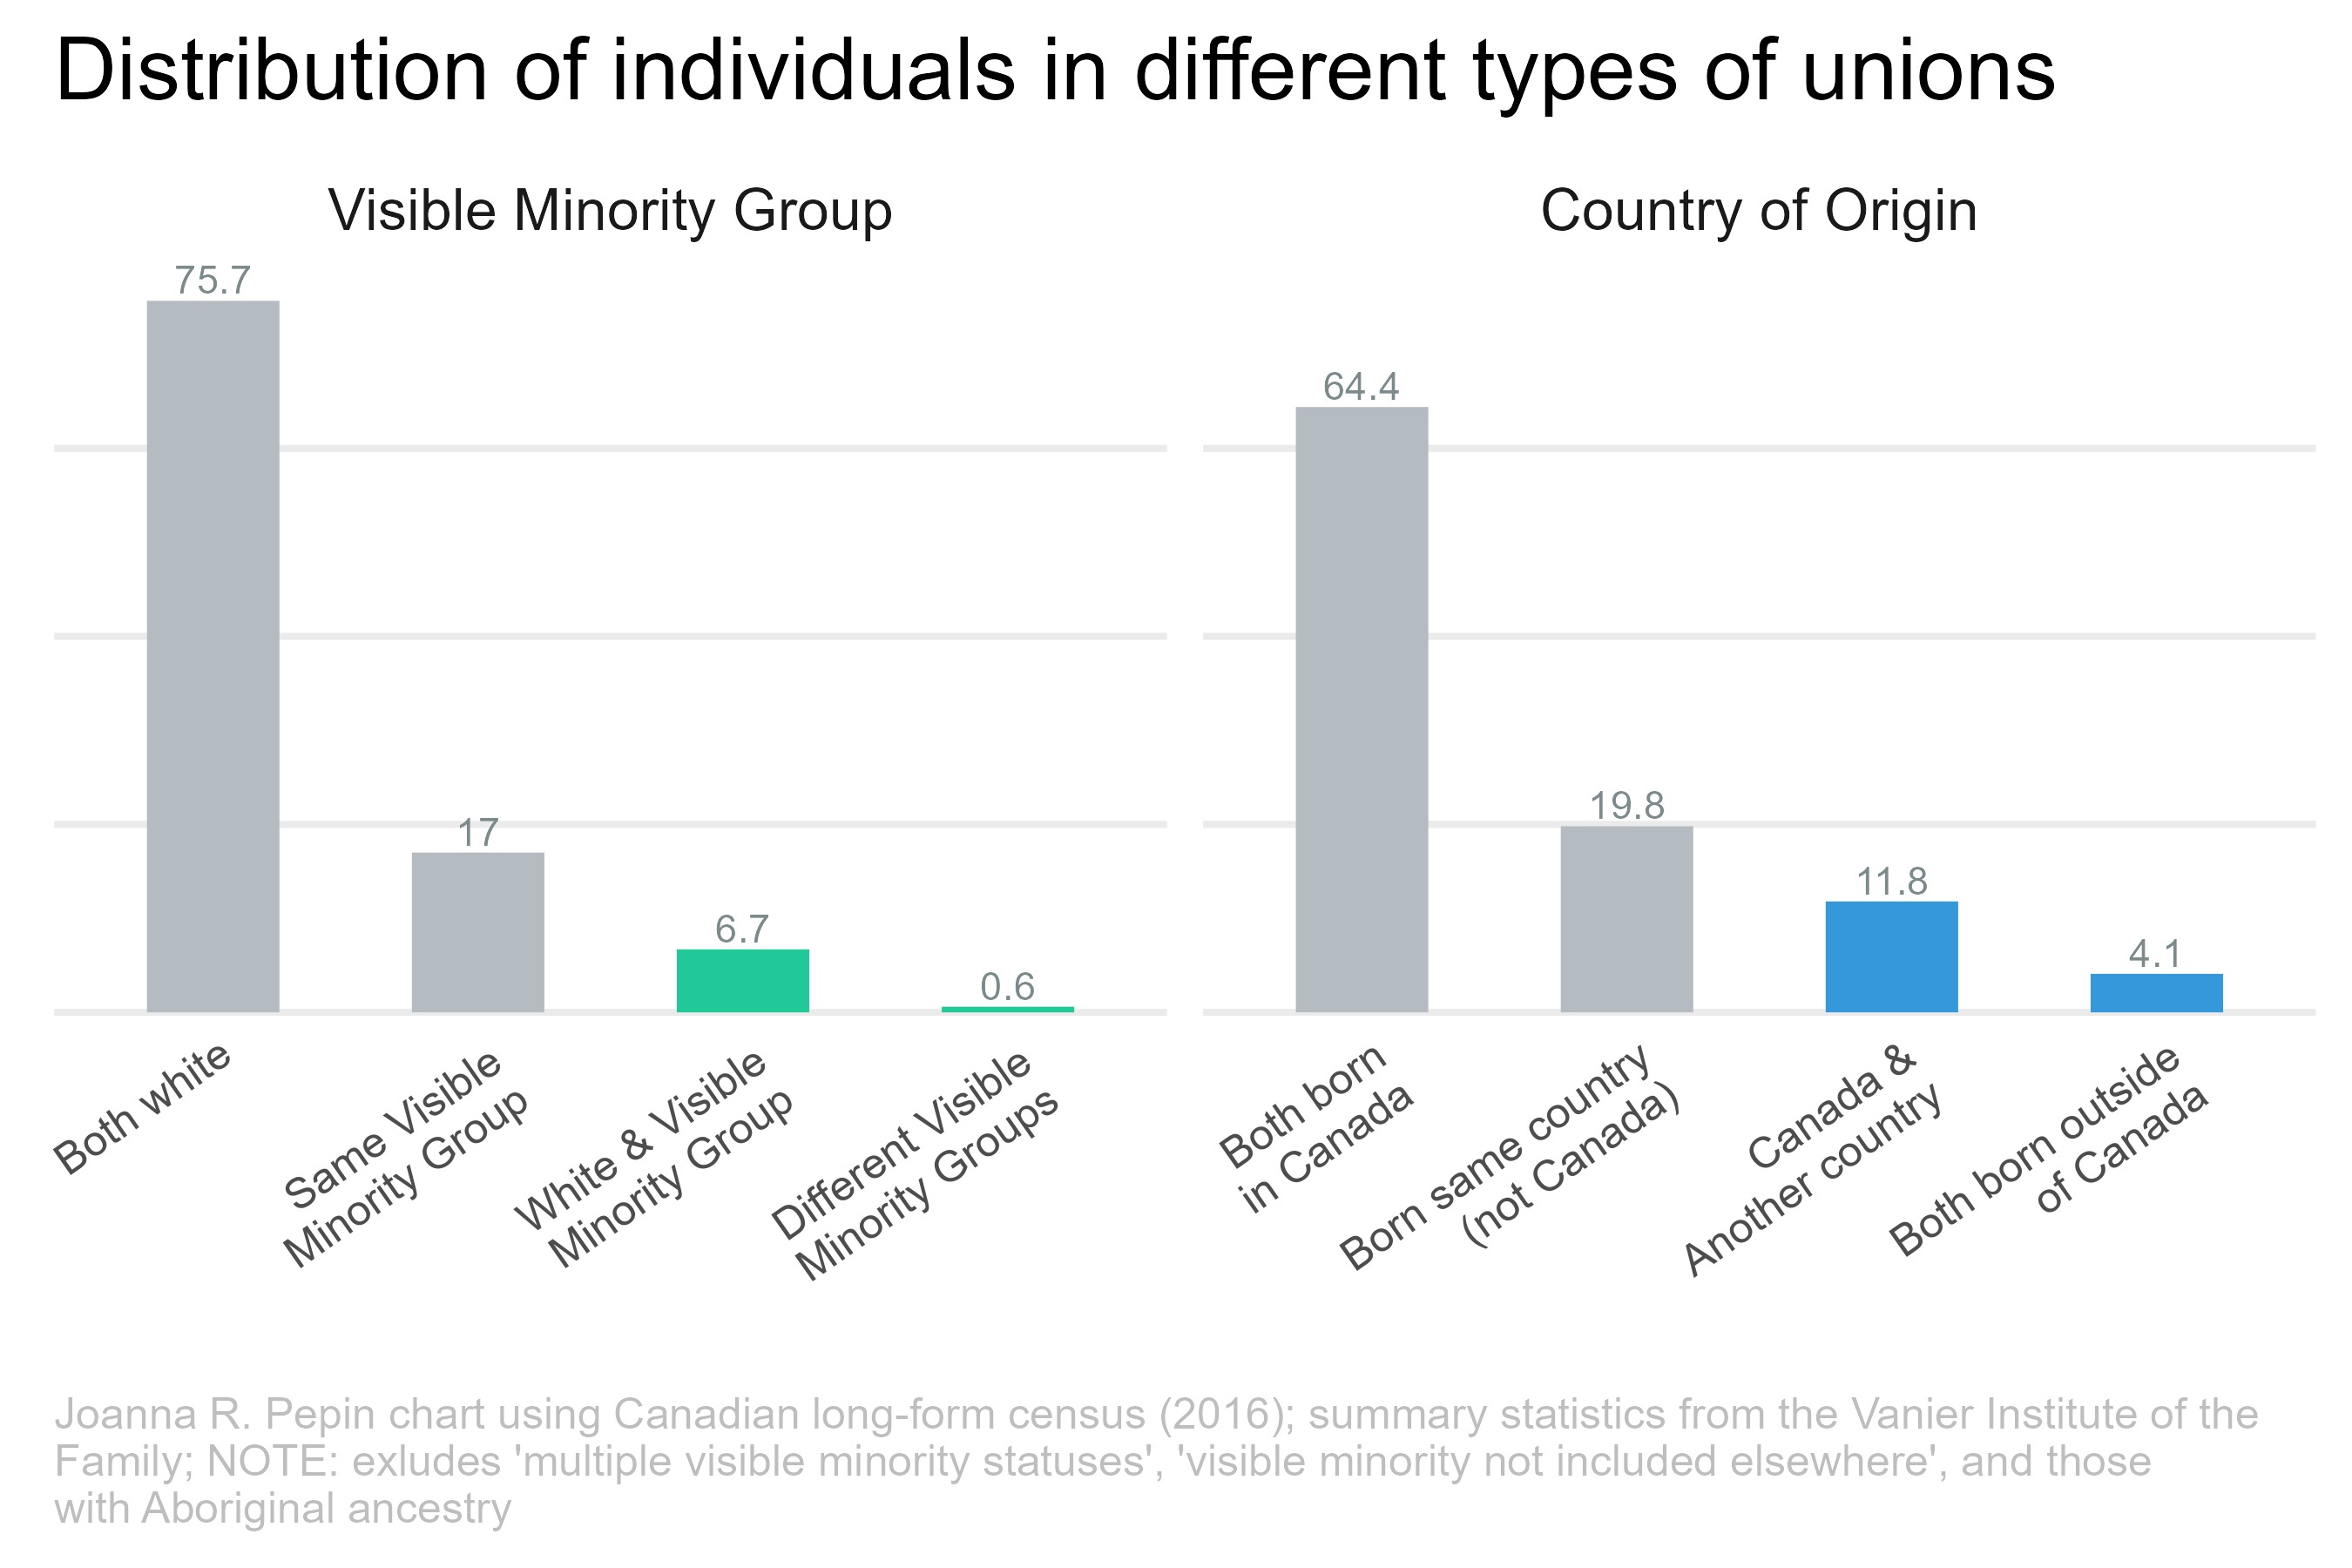 Distribution of individuals in different types of unions
Visible Minority Group
75.7
17
6.7
0.6
Both white
Same Visible
Minority Group
White & Visible
Minority Group
Different Visible
Minority Groups
Country of Origin
64.4
19.8
11.8
4.1
Both born
in Canada
Born same country
(not Canada)
Canada &
Another country
Both born outside
of Canada
Joanna R. Pepin chart using Canadian long-form census (2016); summary statistics from the Vanier Institute of the
Family; NOTE: exludes 'multiple visible minority statuses', 'visible minority not included elsewhere', and those
with Aboriginal ancestry